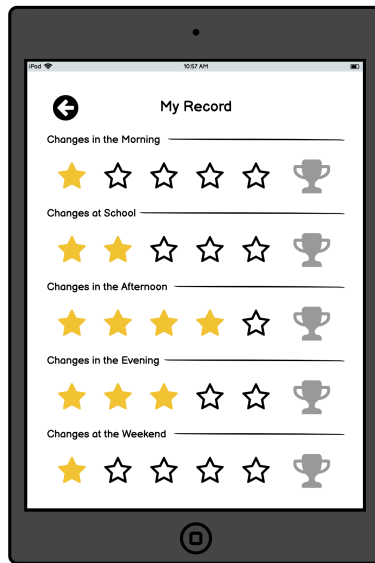 iPod 10:57 AM
My Record
Changes in the Morning
Changes at School
Changes in the Afternoon
Changes in the Evening
Changes at the Weekend